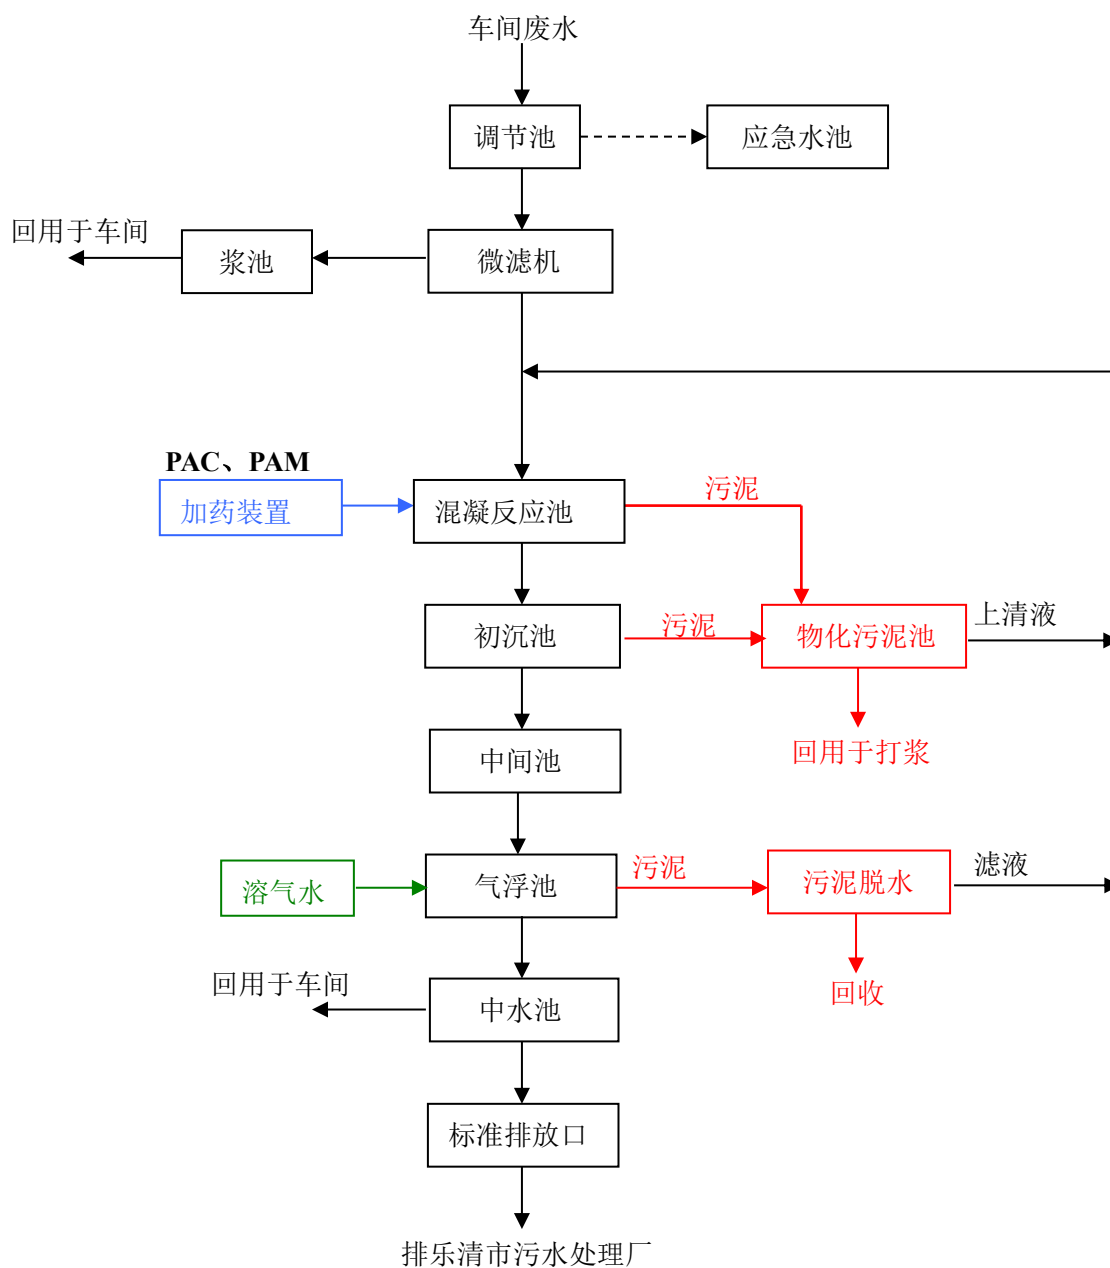 车间废水
调节池
应急水池
回用于车间
浆池
微滤机
PAC、PAM
加药装置
混凝反应池
污泥
初沉池
污泥
物化污泥池
上清液
中间池
回用于打浆
溶气水
气浮池
污泥
污泥脱水
滤液
回用于车间
中水池
回收
标准排放口
排乐清市污水处理厂